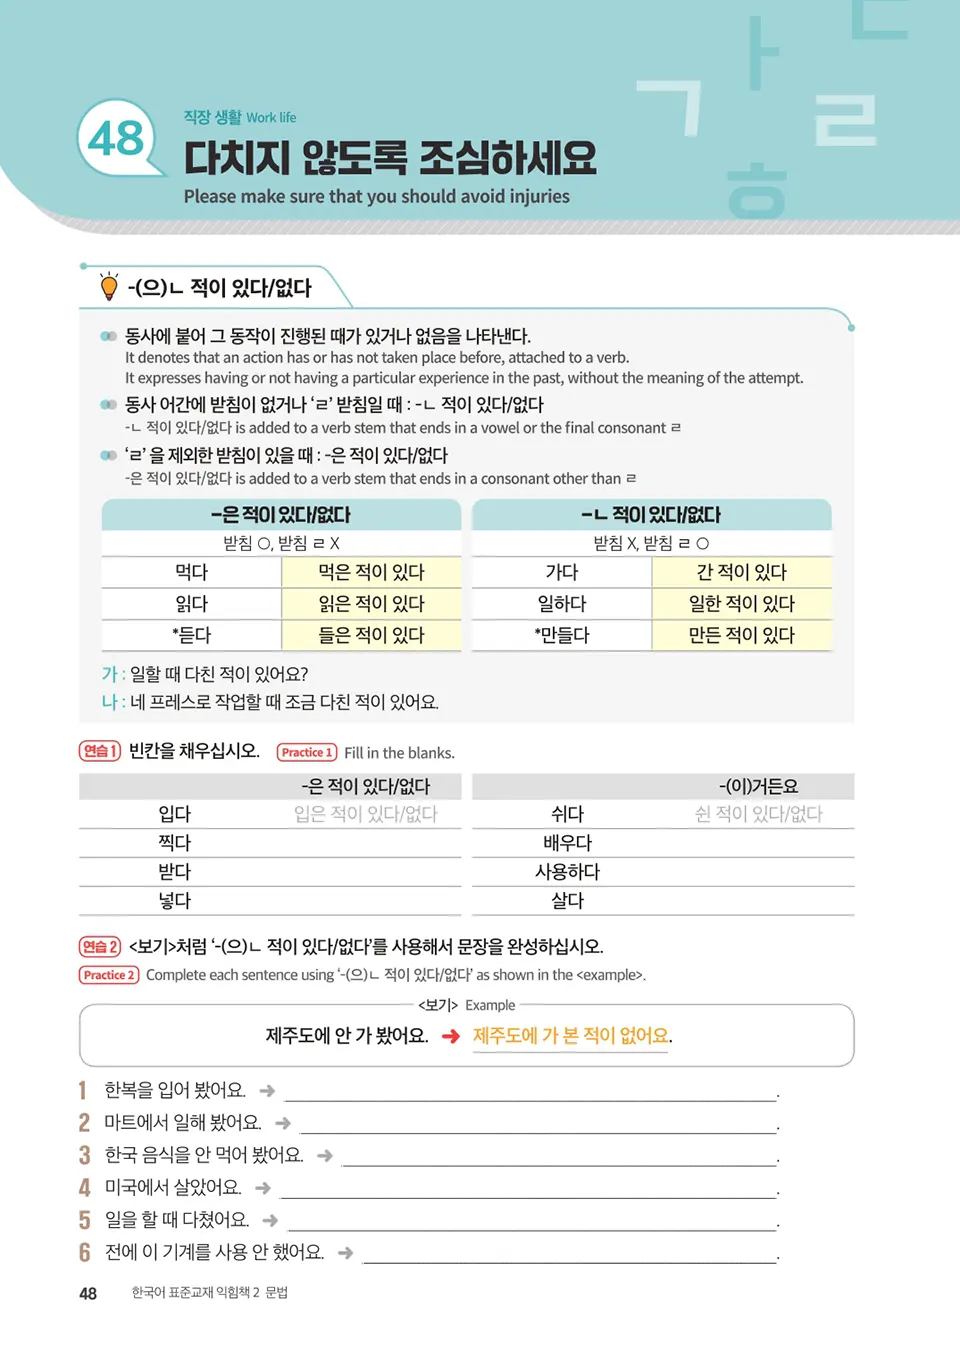 48
직장 생활 Work life
다치지 않도록 조심하세요
Please make sure that you should avoid injuries
ㄱ ㅏ ㄷ ㄹ ㅎ
-(으)ㄴ 적이 있다/없다
동사에 붙어 그 동작이 진행된 때가 있거나 없음을 나타낸다.
It denotes that an action has or has not taken place before, attached to a verb.
It expresses having or not having a particular experience in the past, without the meaning of the attempt.
동사 어간에 받침이 없거나 ‘ㄹ’ 받침일 때 : -ㄴ 적이 있다/없다
-ㄴ 적이 있다/없다 is added to a verb stem that ends in a vowel or the final consonant ㄹ
‘ㄹ’ 을 제외한 받침이 있을 때 : -은 적이 있다/없다
-은 적이 있다/없다 is added to a verb stem that ends in a consonant other than ㄹ
-은 적이 있다/없다 -ㄴ 적이 있다/없다
받침 O, 받침 ㄹ X 받침 X, 받침 ㄹ O
먹다 먹은 적이 있다 가다 간 적이 있다
읽다 읽은 적이 있다 일하다 일한 적이 있다
*듣다 들은 적이 있다 *만들다 만든 적이 있다
가 : 일할 때 다친 적이 있어요?
나 : 네 프레스로 작업할 때 조금 다친 적이 있어요.
연습 1 빈칸을 채우십시오. Practice 1 Fill in the blanks.
-은 적이 있다/없다 -(이)거든요
입다 입은 적이 있다/없다 쉬다 쉰 적이 있다/없다
찍다 배우다
받다 사용하다
넣다 살다
연습 2 <보기>처럼 ‘-(으)ㄴ 적이 있다/없다’를 사용해서 문장을 완성하십시오.
Practice 2 Complete each sentence using ‘-(으)ㄴ 적이 있다/없다’ as shown in the <example>.
<보기> Example
제주도에 안 가 봤어요. ➜ 제주도에 가 본 적이 없어요.
1 한복을 입어 봤어요. ➜ .
2 마트에서 일해 봤어요. ➜ .
3 한국 음식을 안 먹어 봤어요. ➜ .
4 미국에서 살았어요. ➜ .
5 일을 할 때 다쳤어요. ➜ .
6 전에 이 기계를 사용 안 했어요. ➜ .
48 한국어 표준교재 익힘책 2 문법